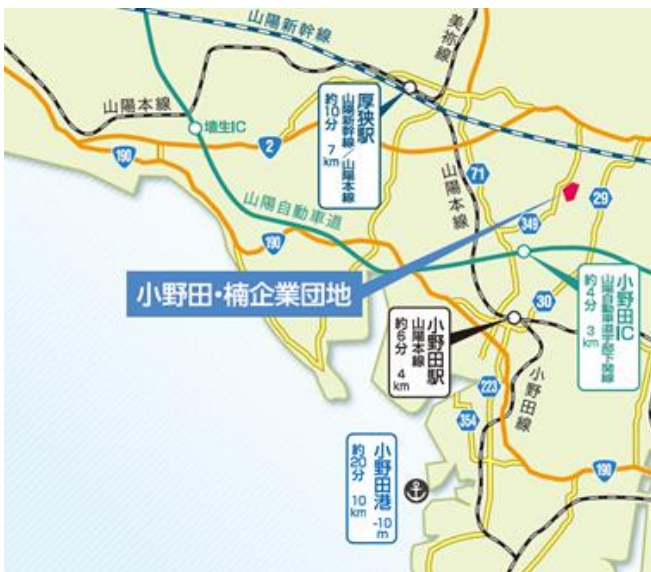 山陽新幹線
美祢線
山陽本線
埴生IC
2
190
厚狭駅
山陽新幹線/山陽本線
約10分 7km
山陽本線
71
29
349
山陽自動車道
190
小野田・楠企業団地
小野田IC
山陽自動車道宇部下関線
約4分 3km
30
小野田駅
山陽本線
約6分 4km
小野田線
223
354
190
小野田港
-10m
約20分 10km